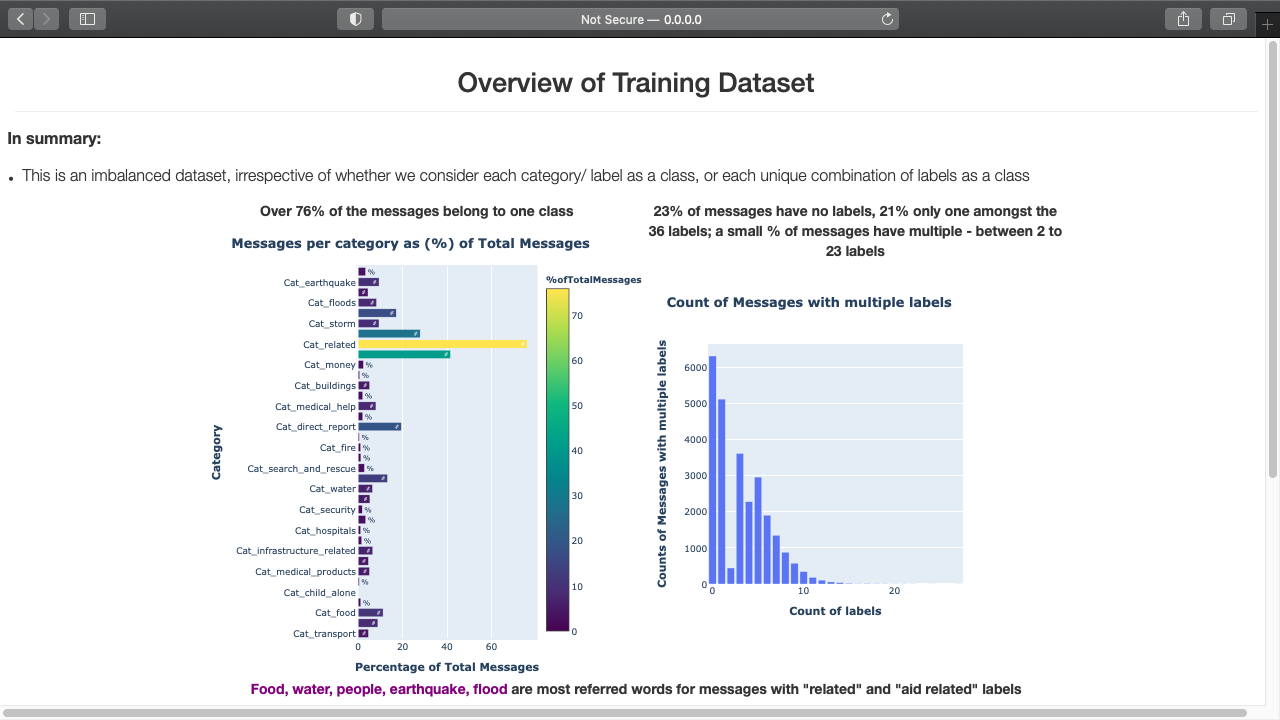 Not Secure — 0.0.0.0
Overview of Training Dataset
In summary:
• This is an imbalanced dataset, irrespective of whether we consider each category/ label as a class, or each unique combination of labels as a class
Over 76% of the messages belong to one class
Messages per category as (%) of Total Messages
%ofTotalMessages
Category
Cat_earthquake
Cat_floods
Cat_storm
Cat_related
Cat_money
Cat_buildings
Cat_medical_help
Cat_direct_report
Cat_fire
Cat_search_and_rescue
Cat_water
Cat_security
Cat_hospitals
Cat_infrastructure_related
Cat_medical_products
Cat_child_alone
Cat_food
Cat_transport
%
%
%
%
%
%
%
%
%
%
%
%
%
%
0 20 40 60
Percentage of Total Messages
70
60
50
40
30
20
10
0
23% of messages have no labels, 21% only one amongst the
36 labels; a small % of messages have multiple - between 2 to
23 labels
Count of Messages with multiple labels
Counts of Messages with multiple labels
6000
5000
4000
3000
2000
1000
0
0 10 20
Count of labels
Food, water, people, earthquake, flood are most referred words for messages with "related" and "aid related" labels